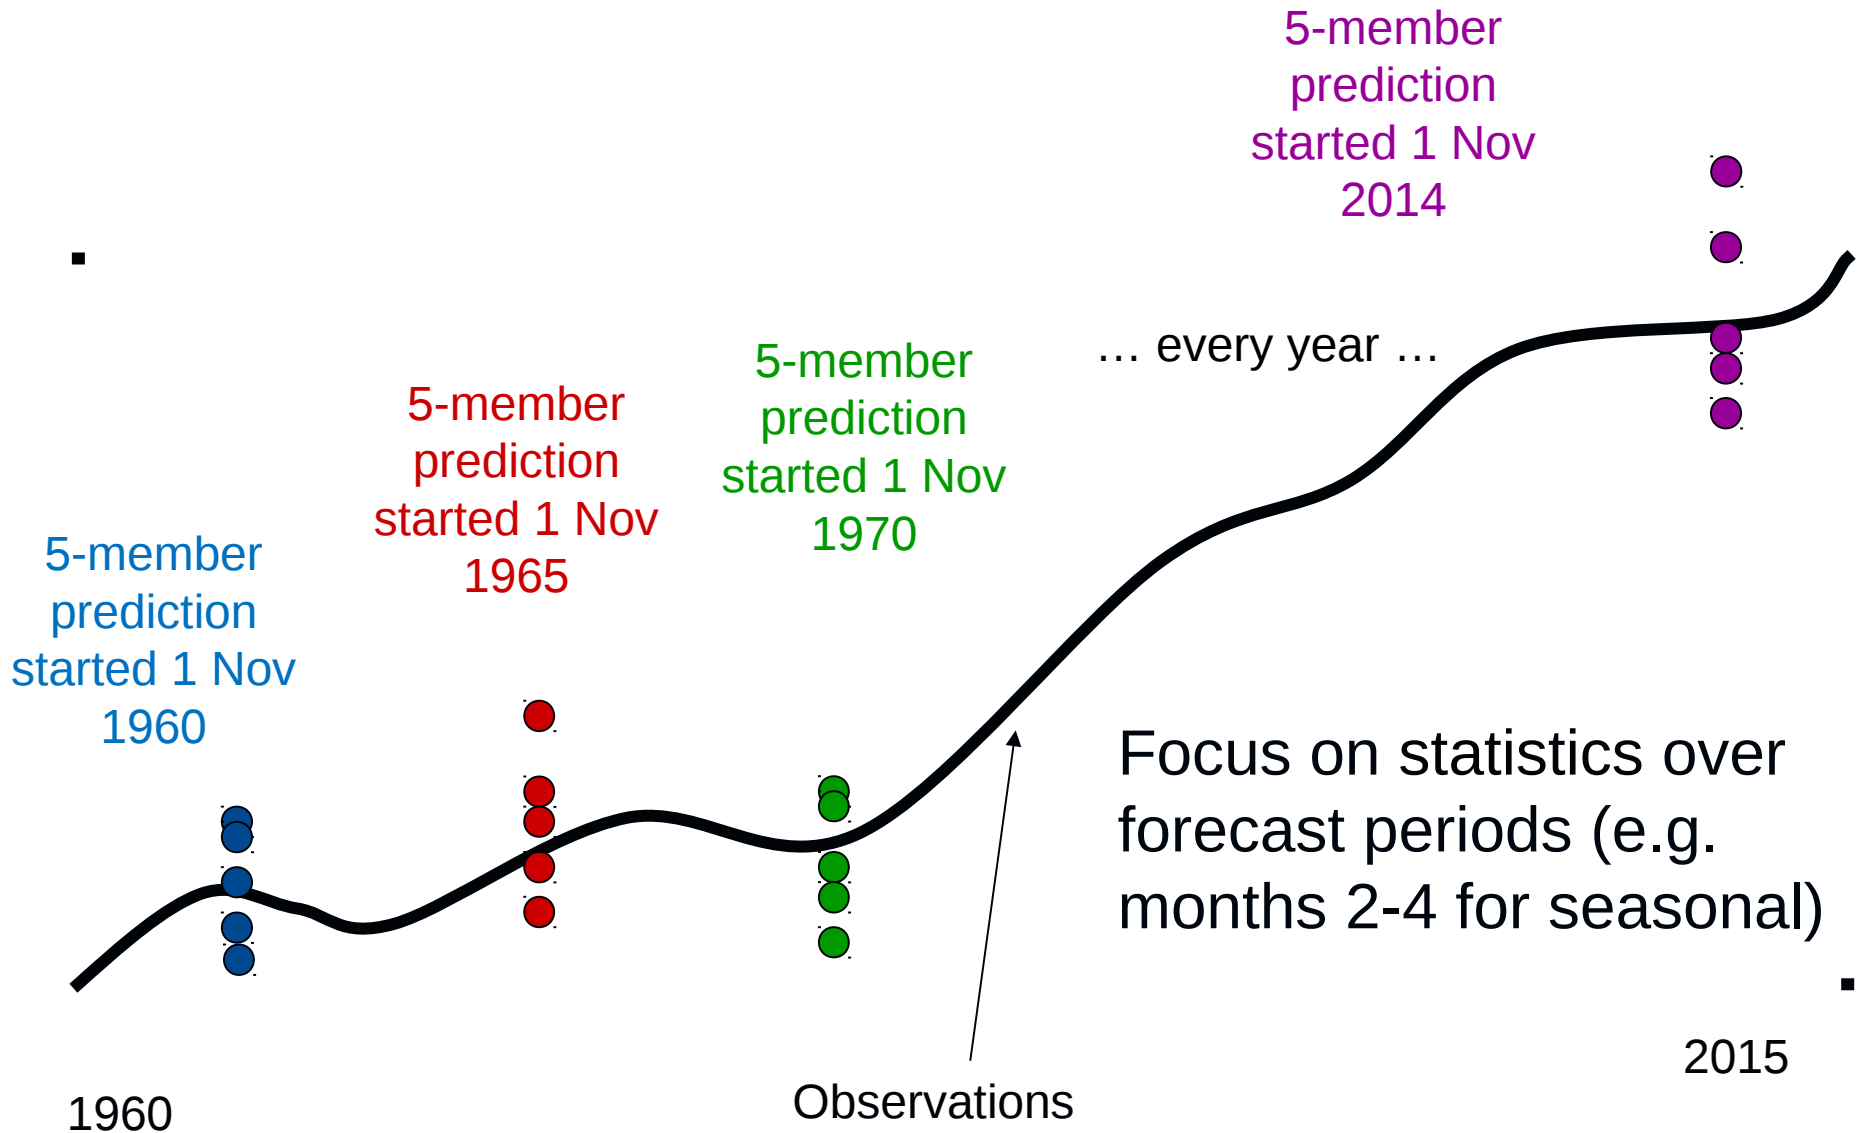 5-member
prediction
started 1 Nov
2014
… every year …
5-member
prediction
started 1 Nov
1970
5-member
prediction
started 1 Nov
1965
5-member
prediction
started 1 Nov
1960
Focus on statistics over
forecast periods (e.g.
months 2-4 for seasonal)
2015
Observations
1960